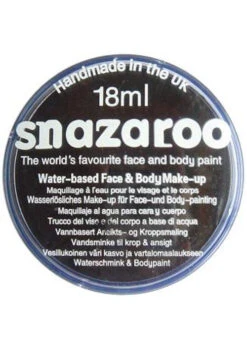 Handmade in the UK
18ml
snazaroo
The world's favourite face and body paint
Water-based Face & Body Make-up
Maquillage à l'eau pour le visage et le corps
Wasserlösliches Make-up für Face-und Body-painting
Maquillaje al agua para cara y cuerpo
Trucco del viso e del corpo a base di acqua
Vannbasert Ansikts- og Kroppsmaling
Vandsminke til krop & ansigt
Vesiliukoinen väri kasvo ja vartalomaalaukseen
Waterschmink & Bodypaint